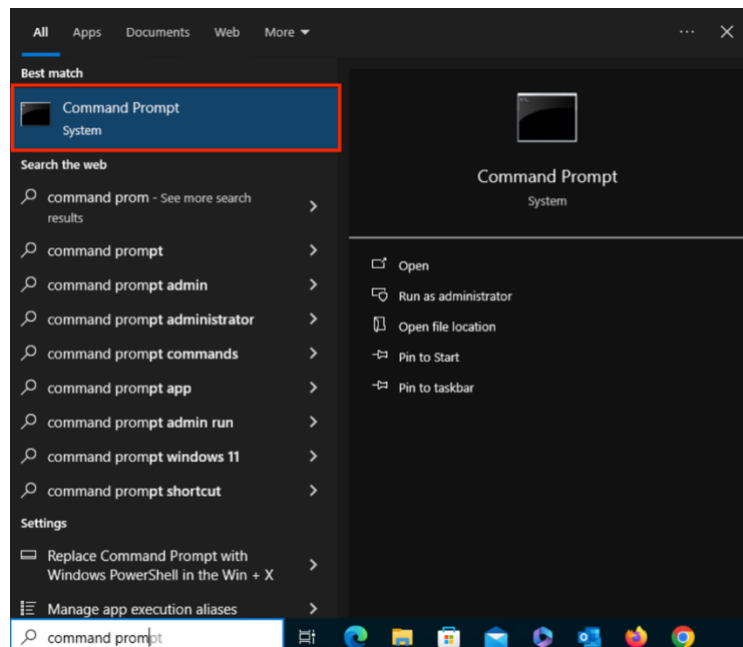 All Apps Documents Web More
Best match
Command Prompt
System
Search the web
command prom - See more search
results
command prompt
command prompt admin
command prompt administrator
command prompt commands
command prompt app
command prompt admin run
command prompt windows 11
command prompt shortcut
Settings
Replace Command Prompt with
Windows PowerShell in the Win + X
Manage app execution aliases
command prompt
Command Prompt
System
Open
Run as administrator
Open file location
Pin to Start
Pin to taskbar